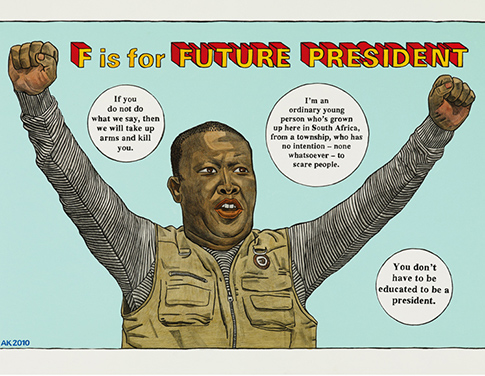 F is for FUTURE PRESIDENT
If you
do not do
what we say, then
we will take up
arms and kill
you.
I'm an
ordinary young
person who's grown
up here in South Africa,
from a township, who has
no intention – none
whatsoever – to
scare people.
You don't
have to be
educated to be a
president.
AK2010